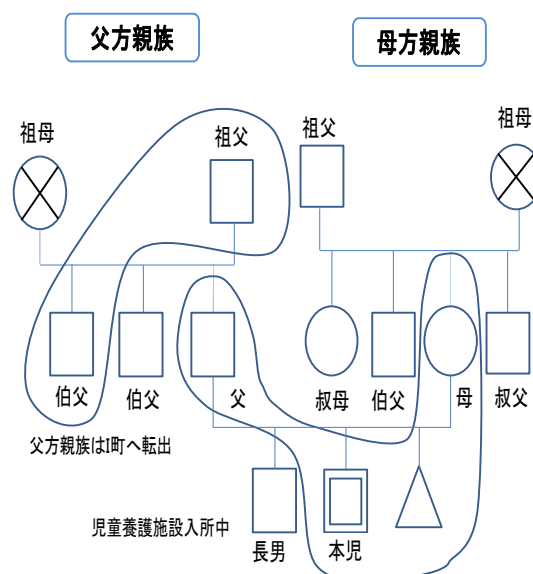 父方親族
母方親族
祖母
祖父
祖父
祖母
伯父
伯父
父
叔母
伯父
母
叔父
父方親族はI町へ転出
児童養護施設入所中
長男
本児